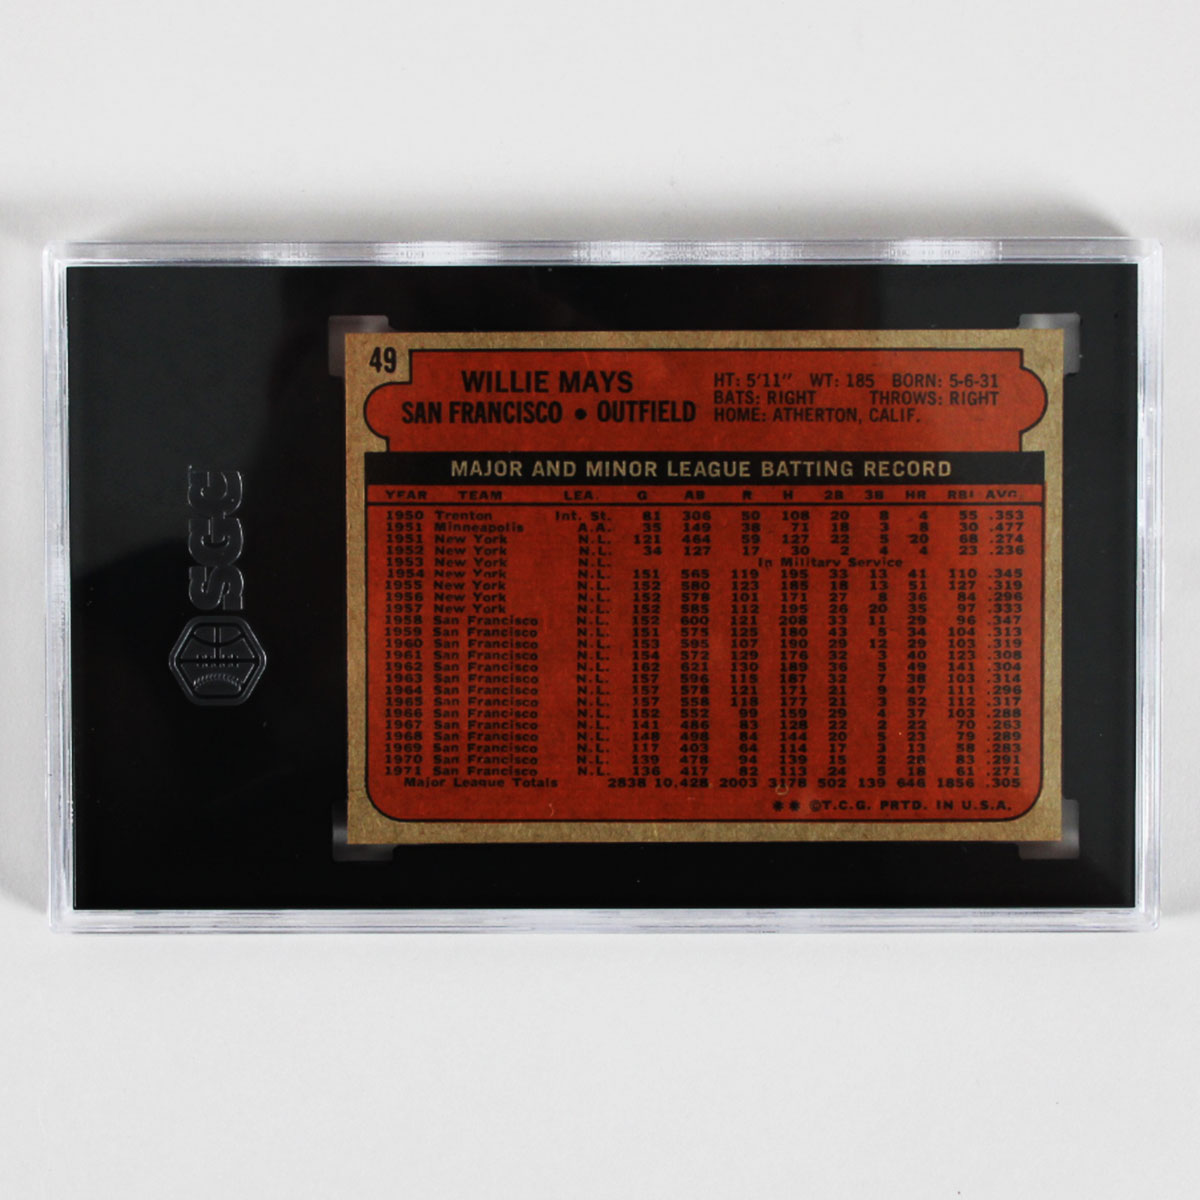 49
WILLIE MAYS
SAN FRANCISCO • OUTFIELD
HT: 5'11" WT: 185 BORN: 5-6-31
BATS: RIGHT THROWS: RIGHT
HOME: ATHERTON, CALIF.
MAJOR AND MINOR LEAGUE BATTING RECORD
YEAR TEAM LEA. G AB R H 2B 3B HR RBI AVG.
1950 Trenton Int. St. 81 306 50 108 20 8 4 55 .353
1951 Minneapolis A.A. 35 149 38 71 18 3 8 30 .477
1951 New York N.L. 121 464 59 127 22 5 20 68 .274
1952 New York N.L. 34 127 17 30 2 4 4 23 .236
1953 New York N.L. In Military Service
1954 New York N.L. 151 565 119 195 33 13 41 110 .345
1955 New York N.L. 152 580 123 185 18 13 51 127 .319
1956 New York N.L. 152 578 101 171 27 8 36 84 .296
1957 New York N.L. 152 585 112 195 26 20 35 97 .333
1958 San Francisco N.L. 152 600 121 208 33 11 29 96 .347
1959 San Francisco N.L. 151 575 125 180 43 5 34 104 .313
1960 San Francisco N.L. 153 595 107 190 29 12 29 103 .319
1961 San Francisco N.L. 154 572 129 176 32 3 40 123 .308
1962 San Francisco N.L. 162 621 130 189 36 5 49 141 .304
1963 San Francisco N.L. 157 596 115 187 32 7 38 103 .314
1964 San Francisco N.L. 157 578 121 171 21 9 47 111 .296
1965 San Francisco N.L. 157 558 118 177 21 3 52 112 .317
1966 San Francisco N.L. 152 552 99 159 29 4 37 103 .288
1967 San Francisco N.L. 141 486 83 128 22 2 22 70 .263
1968 San Francisco N.L. 148 498 84 144 20 5 23 79 .289
1969 San Francisco N.L. 117 403 64 114 17 3 13 58 .283
1970 San Francisco N.L. 139 478 94 139 15 2 28 83 .291
1971 San Francisco N.L. 136 417 82 113 24 5 18 61 .271
Major League Totals 2838 10,428 2003 3178 502 139 646 1856 .305
** ©T.C.G. PRTD. IN U.S.A.
SGC